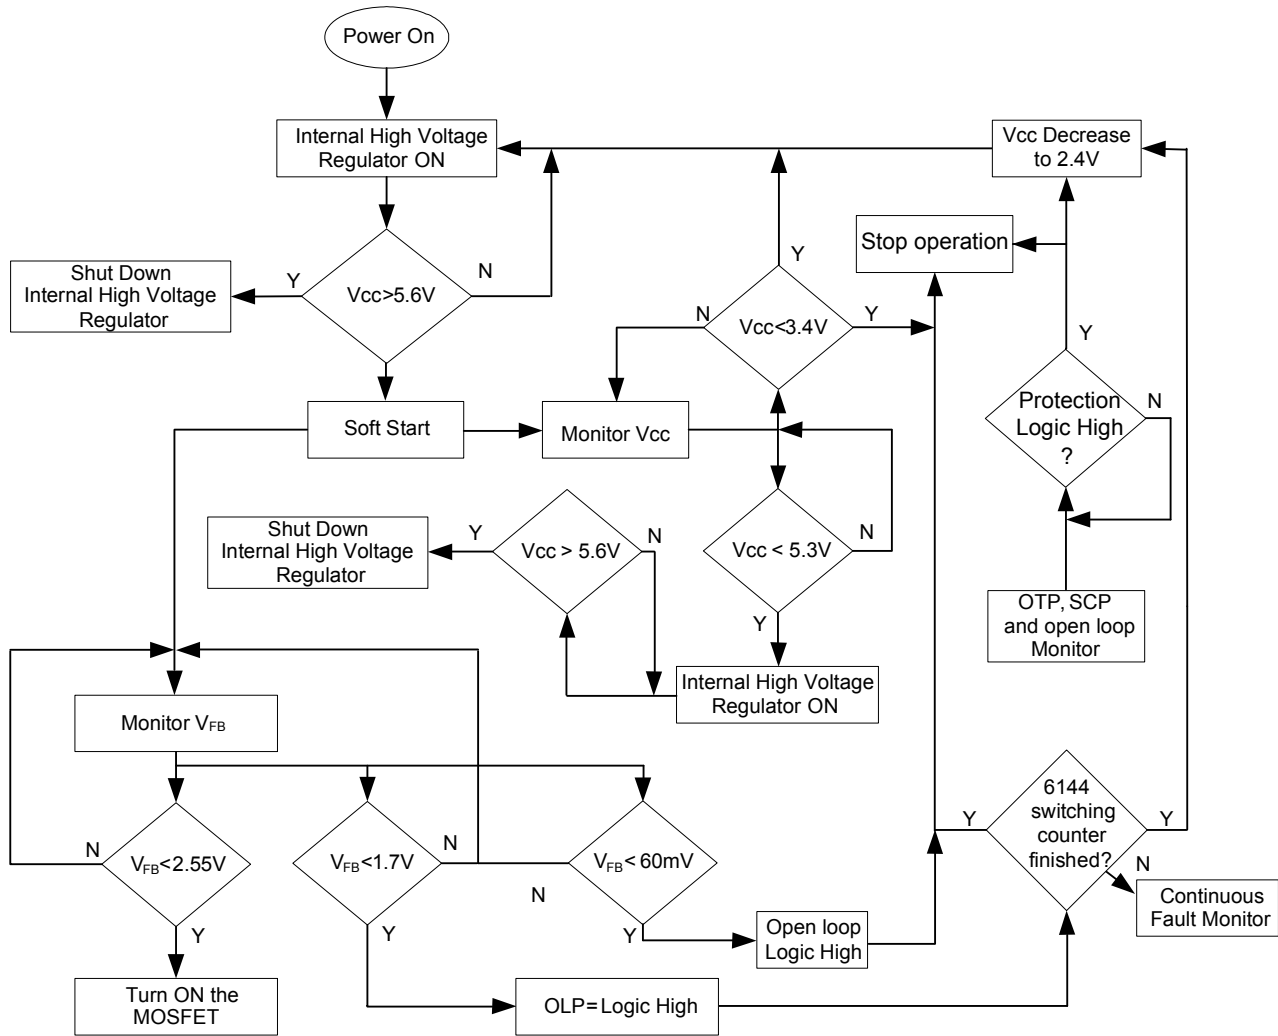 Power On
Internal High Voltage
Regulator ON
Vcc Decrease
to 2.4V
Stop operation
Shut Down
Internal High Voltage
Regulator
Y
Vcc>5.6V
N
Y
N
Vcc<3.4V
Y
Y
Protection
Logic High
?
N
Soft Start
Monitor Vcc
Shut Down
Internal High Voltage
Regulator
Y
Vcc > 5.6V
N
Vcc < 5.3V
N
Y
OTP, SCP
and open loop
Monitor
Internal High Voltage
Regulator ON
Monitor VFB
N
VFB<2.55V
Y
VFB<1.7V
N
Y
VFB< 60mV
N
Y
Y
6144
switching
counter
finished?
Y
N
Continuous
Fault Monitor
Open loop
Logic High
Turn ON the
MOSFET
OLP=Logic High